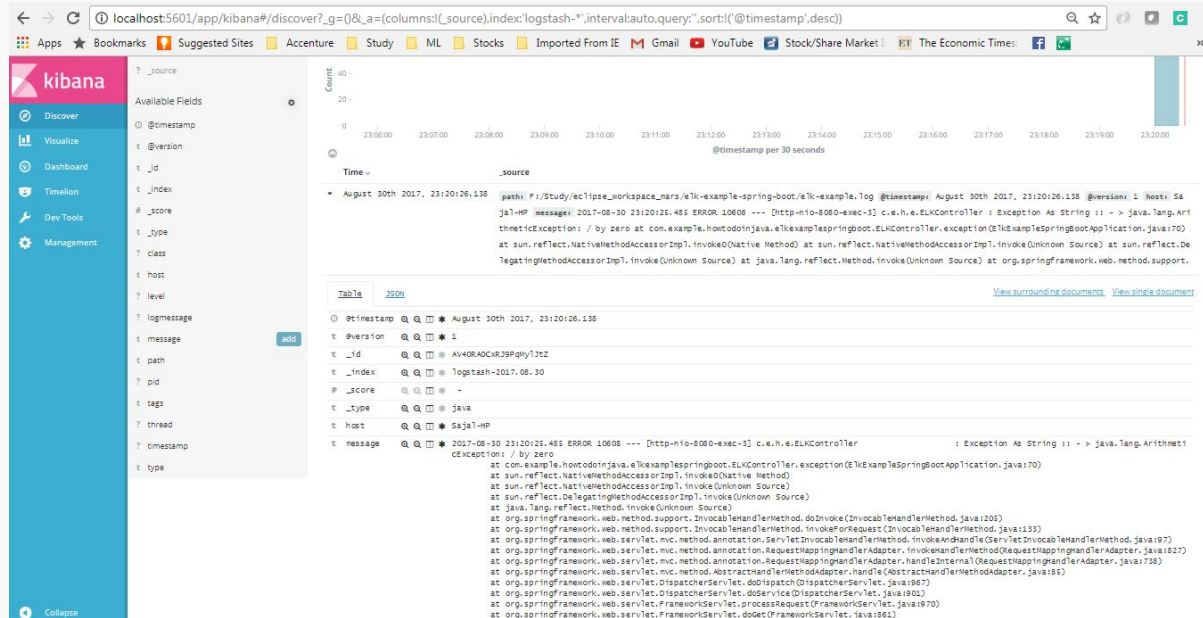 localhost:5601/app/kibana#/discover?_g=()&_a=(columns:!(_source),index:'logstash-*',interval:auto,query:'',sort:!('@timestamp',desc))
Apps Bookmarks Suggested Sites Accenture Study ML Stocks Imported From IE Gmail YouTube Stock/Share Market The Economic Times:
kibana
Discover
Visualize
Dashboard
Timelion
Dev Tools
Management
Collapse
? _source
Available Fields
@timestamp
t @version
t _id
t _index
# _score
t _type
? class
t host
? level
? logmessage
t message add
t path
? pid
t tags
? thread
? timestamp
t type
Count
40
20
0
23:06:00 23:07:00 23:08:00 23:09:00 23:10:00 23:11:00 23:12:00 23:13:00 23:14:00 23:15:00 23:16:00 23:17:00 23:18:00 23:19:00 23:20:00
@timestamp per 30 seconds
Time _source
August 30th 2017, 23:20:26.138 path: F:/Study/eclipse_workspace_mars/elk-example-spring-boot/elk-example.log @timestamp: August 30th 2017, 23:20:26.138 @version: 1 host: Sa
jal-HP message: 2017-08-30 23:20:25.485 ERROR 10608 --- [http-nio-8080-exec-3] c.e.h.e.ELKController : Exception As String :: - > java.lang.Ari
thmeticException: / by zero at com.example.howtodoinjava.elkexamplespringboot.ELKController.exception(ElkExampleSpringBootApplication.java:70)
at sun.reflect.NativeMethodAccessorImpl.invoke0(Native Method) at sun.reflect.NativeMethodAccessorImpl.invoke(Unknown Source) at sun.reflect.De
legatingMethodAccessorImpl.invoke(Unknown Source) at java.lang.reflect.Method.invoke(Unknown Source) at org.springframework.web.method.support.
Table JSON View surrounding documents View single document
@timestamp August 30th 2017, 23:20:26.138
t @version 1
t _id AV40RAOCxRJ9PqMylJtZ
t _index logstash-2017.08.30
# _score -
t _type java
t host Sajal-HP
t message 2017-08-30 23:20:25.485 ERROR 10608 --- [http-nio-8080-exec-3] c.e.h.e.ELKController : Exception As String :: - > java.lang.Arithmeti
cException: / by zero
at com.example.howtodoinjava.elkexamplespringboot.ELKController.exception(ElkExampleSpringBootApplication.java:70)
at sun.reflect.NativeMethodAccessorImpl.invoke0(Native Method)
at sun.reflect.NativeMethodAccessorImpl.invoke(Unknown Source)
at sun.reflect.DelegatingMethodAccessorImpl.invoke(Unknown Source)
at java.lang.reflect.Method.invoke(Unknown Source)
at org.springframework.web.method.support.InvocableHandlerMethod.doInvoke(InvocableHandlerMethod.java:205)
at org.springframework.web.method.support.InvocableHandlerMethod.invokeForRequest(InvocableHandlerMethod.java:133)
at org.springframework.web.servlet.mvc.method.annotation.ServletInvocableHandlerMethod.invokeAndHandle(ServletInvocableHandlerMethod.java:97)
at org.springframework.web.servlet.mvc.method.annotation.RequestMappingHandlerAdapter.invokeHandlerMethod(RequestMappingHandlerAdapter.java:827)
at org.springframework.web.servlet.mvc.method.annotation.RequestMappingHandlerAdapter.handleInternal(RequestMappingHandlerAdapter.java:738)
at org.springframework.web.servlet.mvc.method.AbstractHandlerMethodAdapter.handle(AbstractHandlerMethodAdapter.java:85)
at org.springframework.web.servlet.DispatcherServlet.doDispatch(DispatcherServlet.java:967)
at org.springframework.web.servlet.DispatcherServlet.doService(DispatcherServlet.java:901)
at org.springframework.web.servlet.FrameworkServlet.processRequest(FrameworkServlet.java:970)
at org.springframework.web.servlet.FrameworkServlet.doGet(FrameworkServlet.java:861)